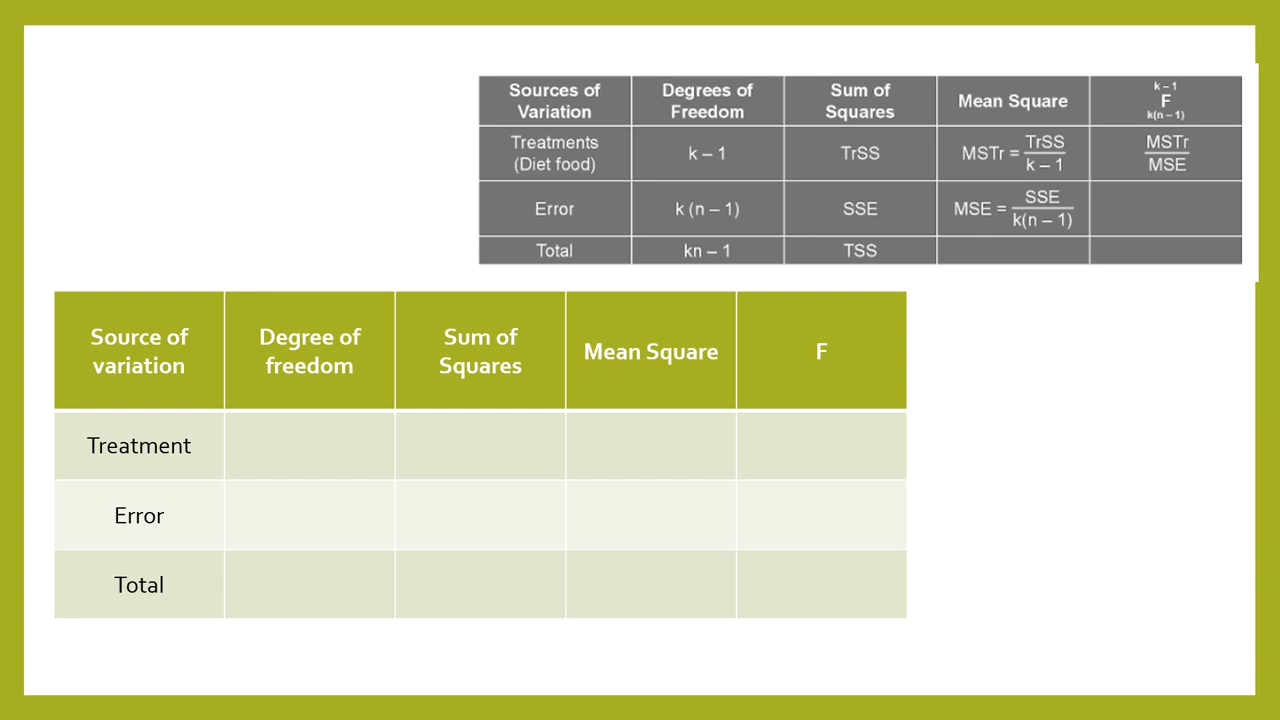 Sources of Variation
Degrees of Freedom
Sum of Squares
Mean Square
k – 1
F
k(n – 1)
Treatments (Diet food)
k – 1
TrSS
MSTr = TrSS / k – 1
MSTr / MSE
Error
k (n – 1)
SSE
MSE = SSE / k(n – 1)
Total
kn – 1
TSS
Source of variation
Degree of freedom
Sum of Squares
Mean Square
F
Treatment
Error
Total